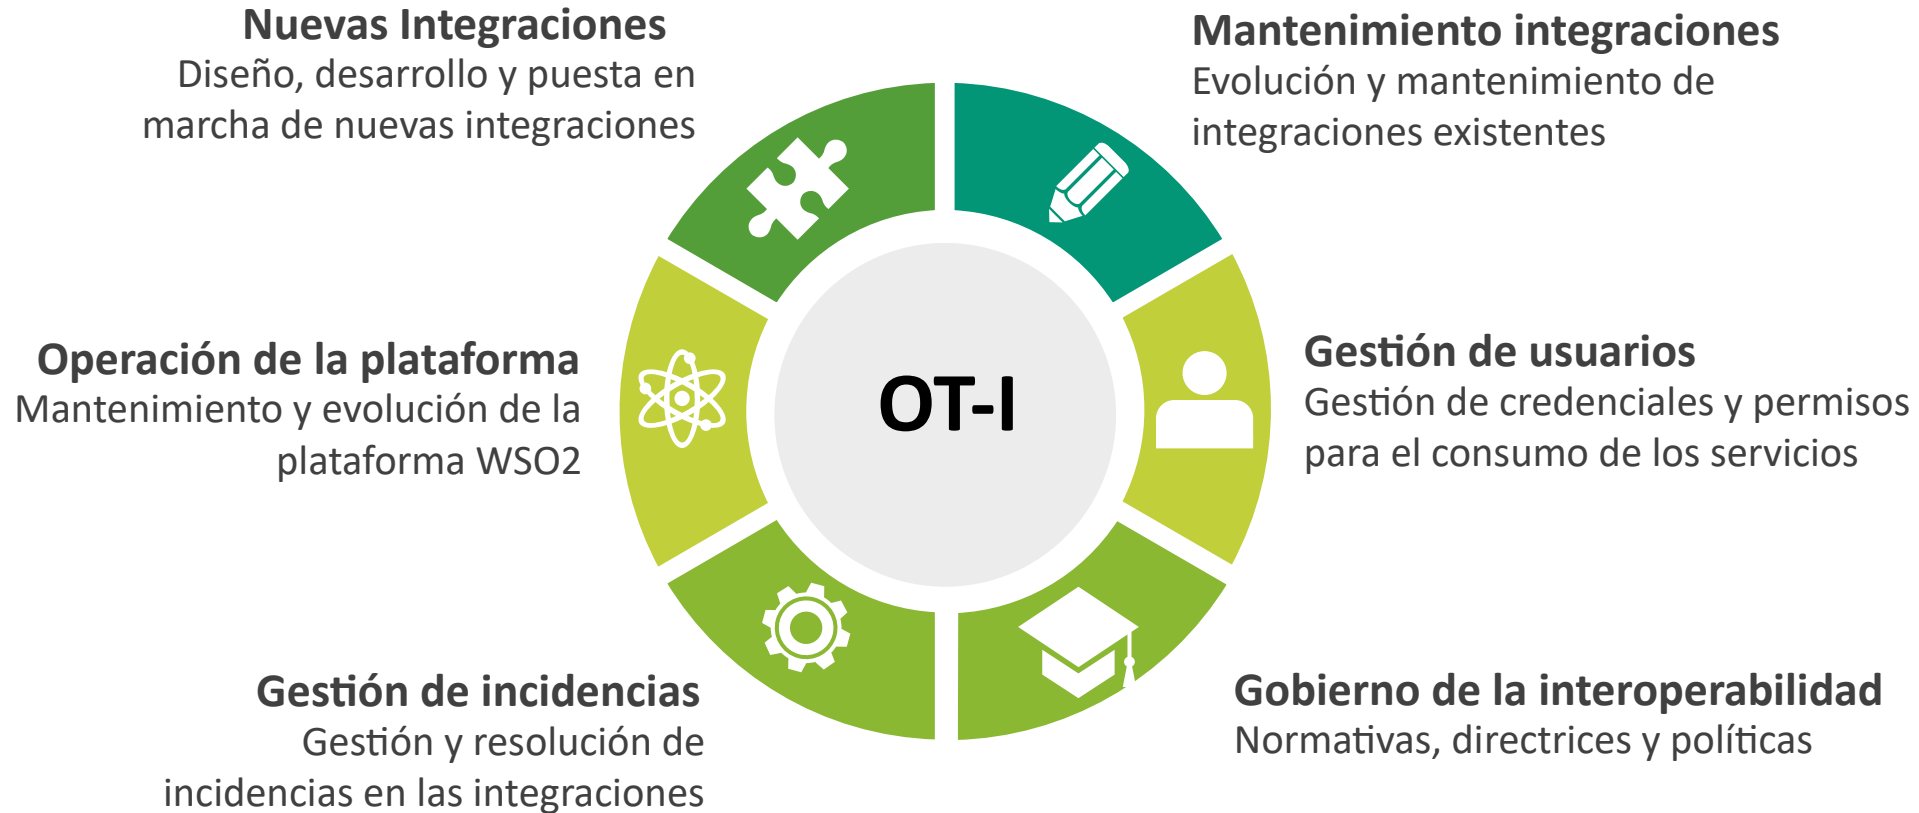 Nuevas Integraciones
Diseño, desarrollo y puesta en
marcha de nuevas integraciones
Mantenimiento integraciones
Evolución y mantenimiento de
integraciones existentes
Operación de la plataforma
Mantenimiento y evolución de la
plataforma WSO2
OT-I
Gestión de usuarios
Gestión de credenciales y permisos
para el consumo de los servicios
Gestión de incidencias
Gestión y resolución de
incidencias en las integraciones
Gobierno de la interoperabilidad
Normativas, directrices y políticas